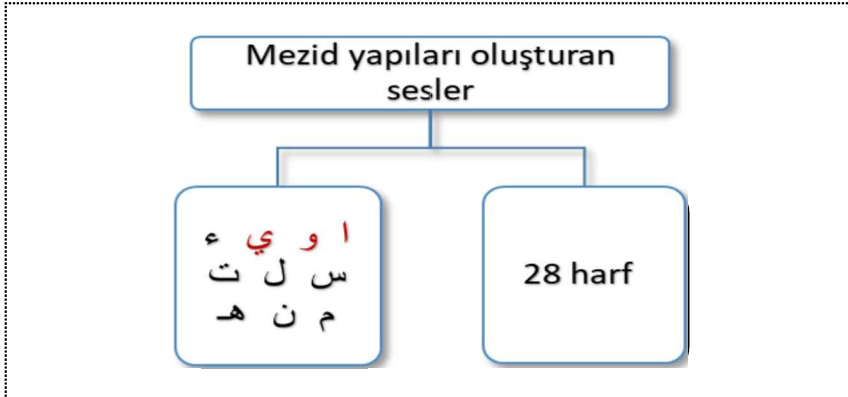 Mezid yapıları oluşturan
sesler
ا و ي ء
س ل ت
م ن هـ
28 harf